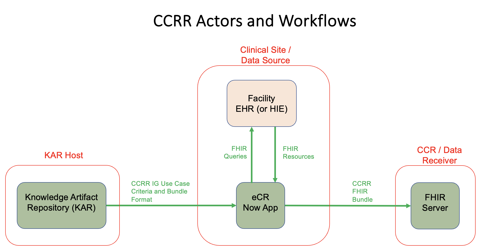 CCRR Actors and Workflows
Clinical Site /
Data Source
Facility
EHR (or HIE)
KAR Host
CCR / Data
Receiver
FHIR
Queries
FHIR
Resources
CCRR IG Use Case
Criteria and Bundle
Format
CCRR
FHIR
Bundle
Knowledge Artifact
Repository (KAR)
eCR
Now App
FHIR
Server